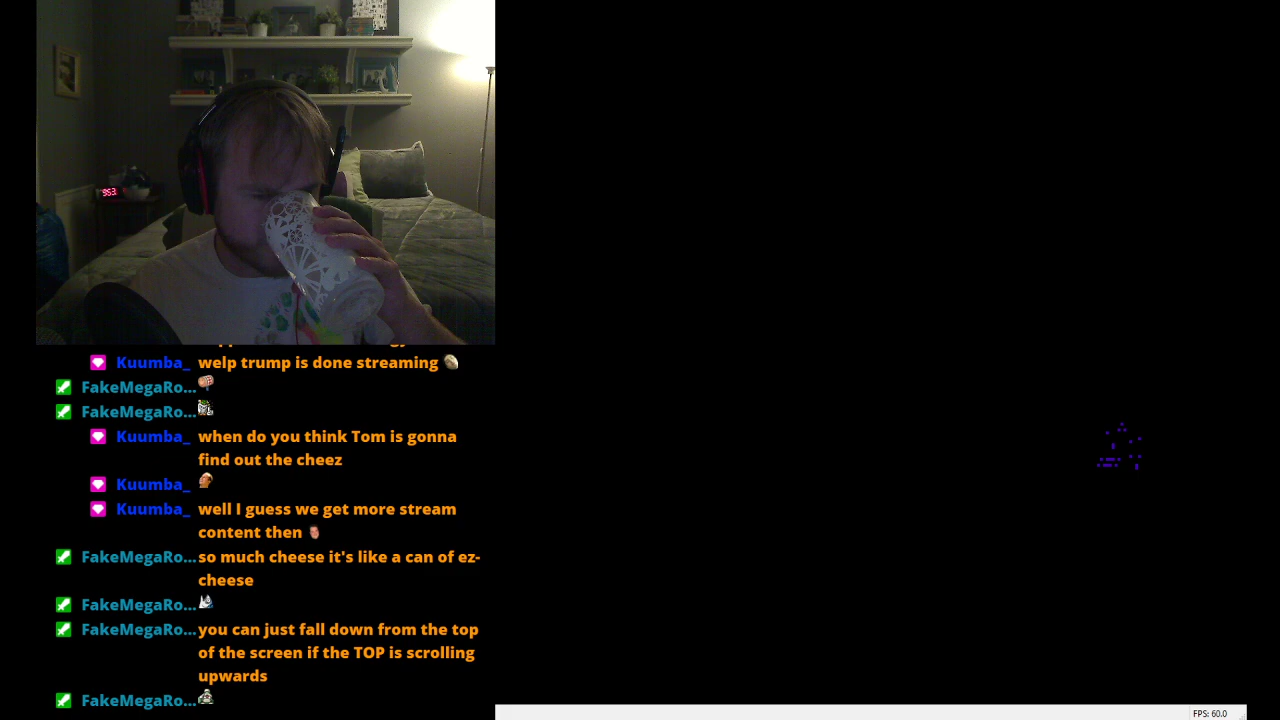 953
Kuumba_ welp trump is done streaming
FakeMegaRo...
FakeMegaRo...
Kuumba_ when do you think Tom is gonna
find out the cheez
Kuumba_
Kuumba_ well I guess we get more stream
content then
FakeMegaRo... so much cheese it's like a can of ez-
cheese
FakeMegaRo...
FakeMegaRo... you can just fall down from the top
of the screen if the TOP is scrolling
upwards
FakeMegaRo...
FPS: 60.0